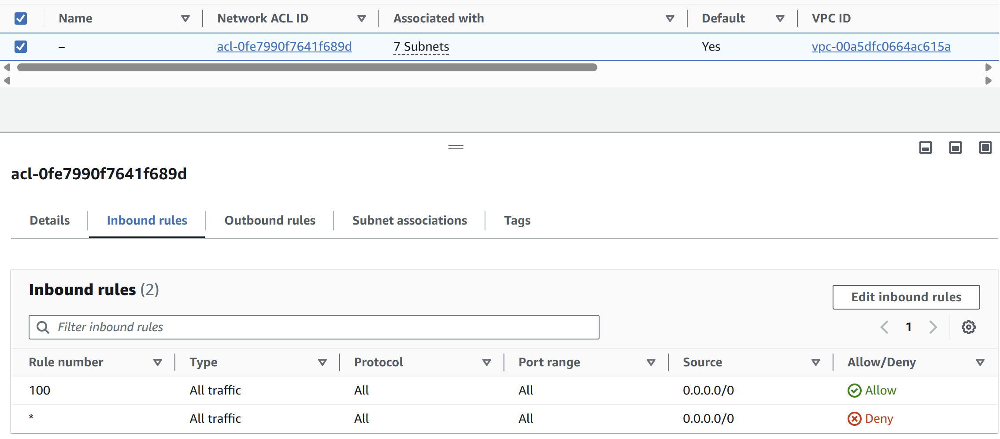 Name Network ACL ID Associated with Default VPC ID
– acl-0fe7990f7641f689d 7 Subnets Yes vpc-00a5dfc0664ac615a
acl-0fe7990f7641f689d
Details Inbound rules Outbound rules Subnet associations Tags
Inbound rules (2)
Edit inbound rules
Filter inbound rules
1
Rule number Type Protocol Port range Source Allow/Deny
100 All traffic All All 0.0.0.0/0 Allow
* All traffic All All 0.0.0.0/0 Deny